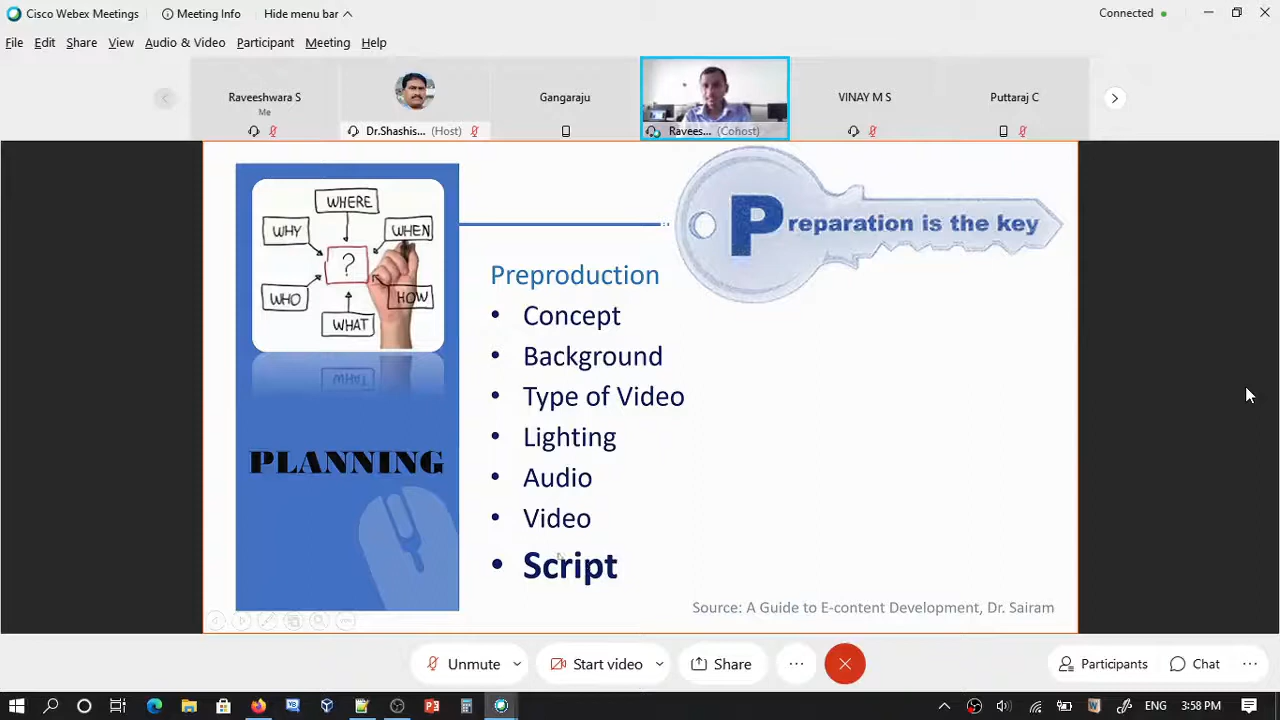 Cisco Webex Meetings
Meeting Info
Hide menu bar
Connected
File
Edit
Share
View
Audio & Video
Participant
Meeting
Help
Raveeshwara S
Me
Dr.Shashis... (Host)
Gangaraju
Ravees... (Cohost)
VINAY M S
Puttaraj C
WHERE
WHY
WHEN
?
WHO
HOW
WHAT
PLANNING
Preparation is the key
Preproduction
• Concept
• Background
• Type of Video
• Lighting
• Audio
• Video
• Script
Source: A Guide to E-content Development, Dr. Sairam
Unmute
Start video
Share
Participants
Chat
ENG
3:58 PM